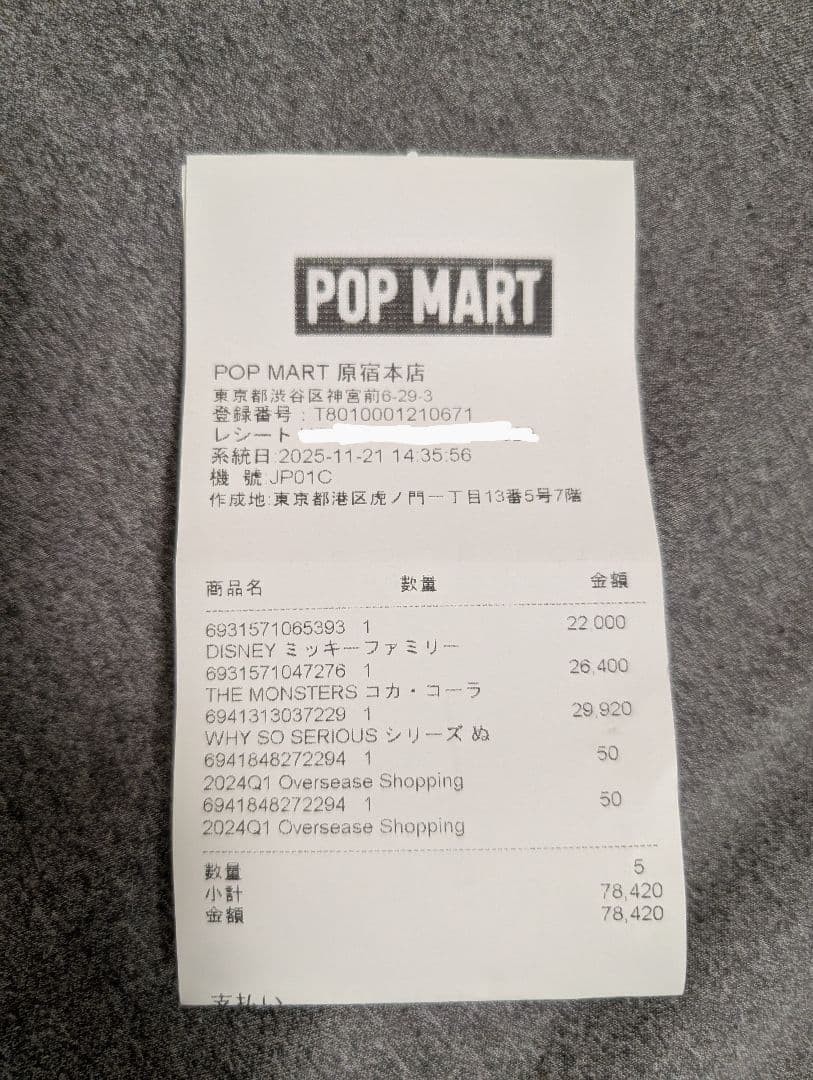 POP MART
POP MART 原宿本店
東京都渋谷区神宮前6-29-3
登録番号：T8010001210671
レシート
系統日:2025-11-21 14:35:56
機 號:JP01C
作成地:東京都港区虎ノ門一丁目13番5号7階
商品名 数量 金額
6931571065393 1 22,000
DISNEY ミッキーファミリー
6931571047276 1 26,400
THE MONSTERS コカ・コーラ
6941313037229 1 29,920
WHY SO SERIOUS シリーズ ぬ
6941848272294 1 50
2024Q1 Oversease Shopping
6941848272294 1 50
2024Q1 Oversease Shopping
数量 5
小計 78,420
金額 78,420
支払い